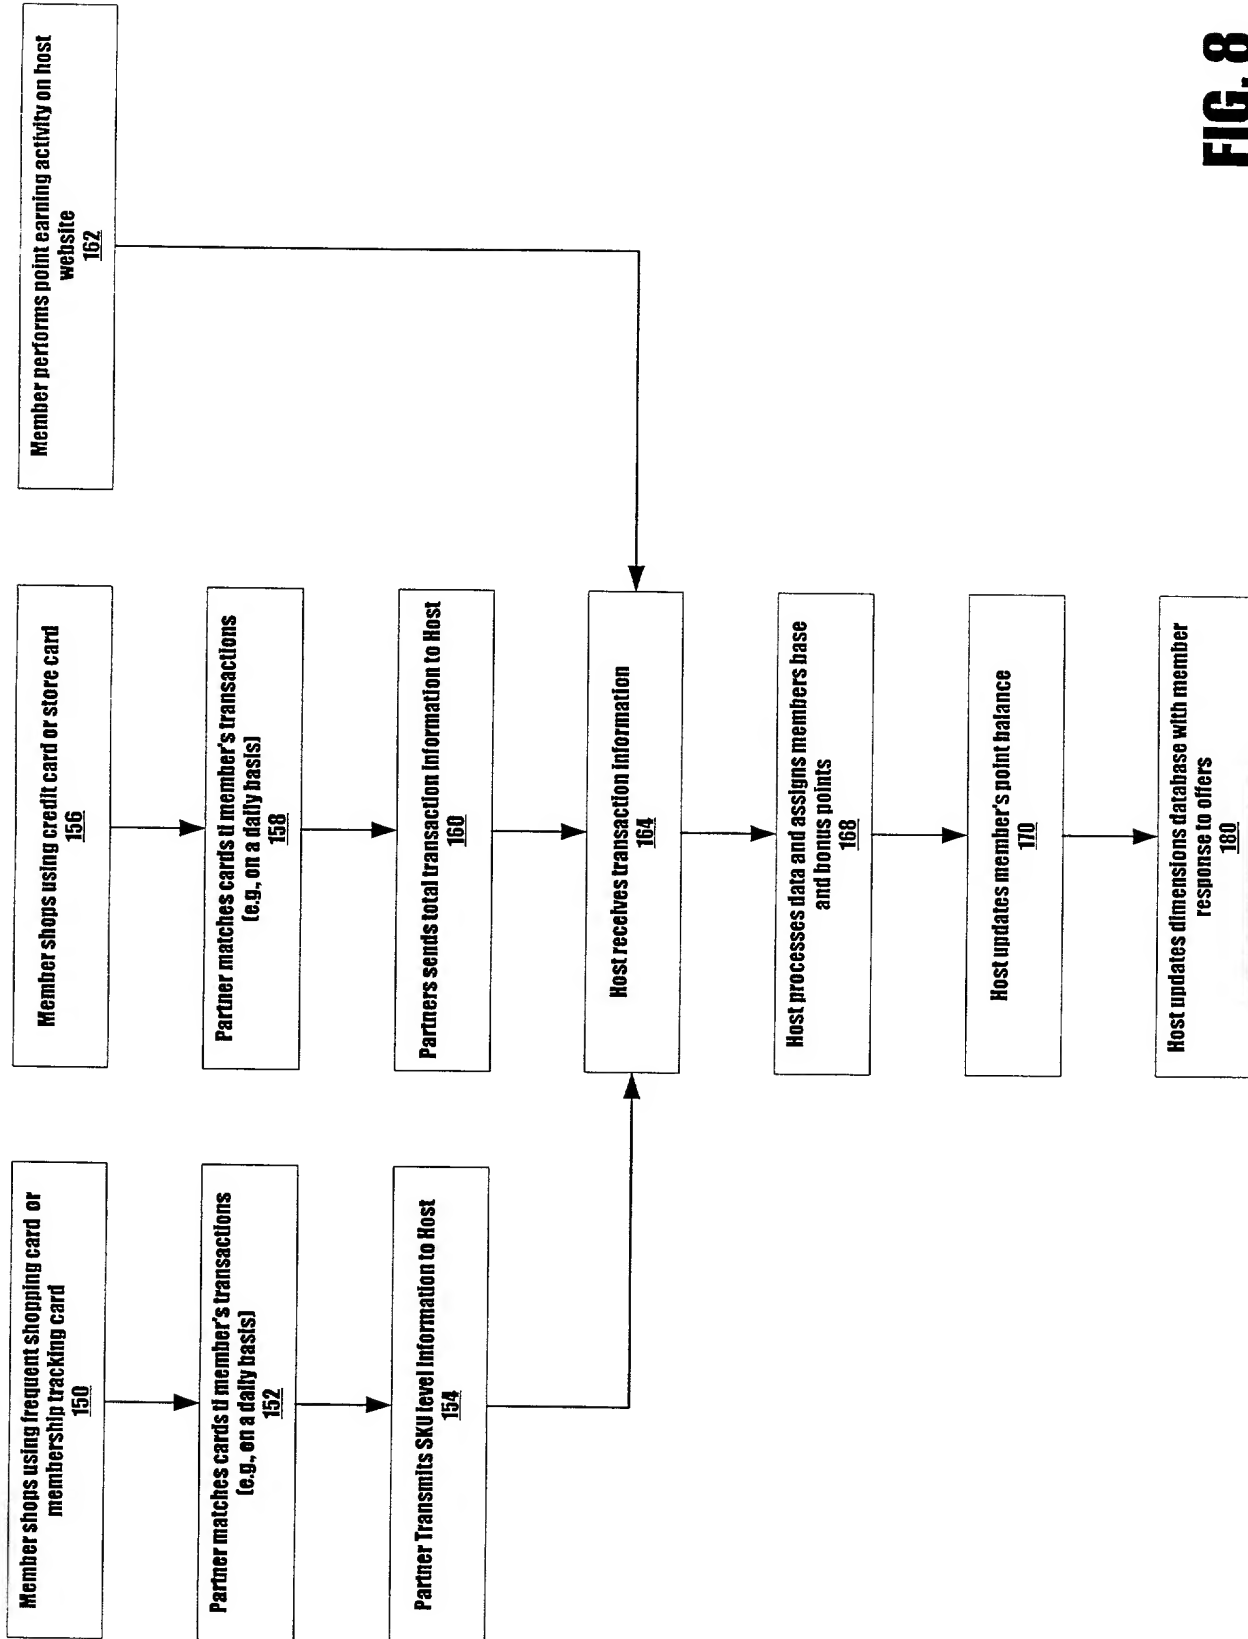 Member shops using frequent shopping card or
membership tracking card
150
Partner matches cards ti member's transactions
(e.g., on a daily basis)
152
Partner Transmits SKU level Information to Host
154
Member shops using credit card or store card
156
Partner matches cards ti member's transactions
(e.g., on a daily basis)
158
Partners sends total transaction Information to Host
160
Member performs point earning activity on host
website
162
Host receives transaction information
164
Host processes data and assigns members base
and bonus points
168
Host updates member's point balance
170
Host updates dimensions database with member
response to offers
180
FIG. 8